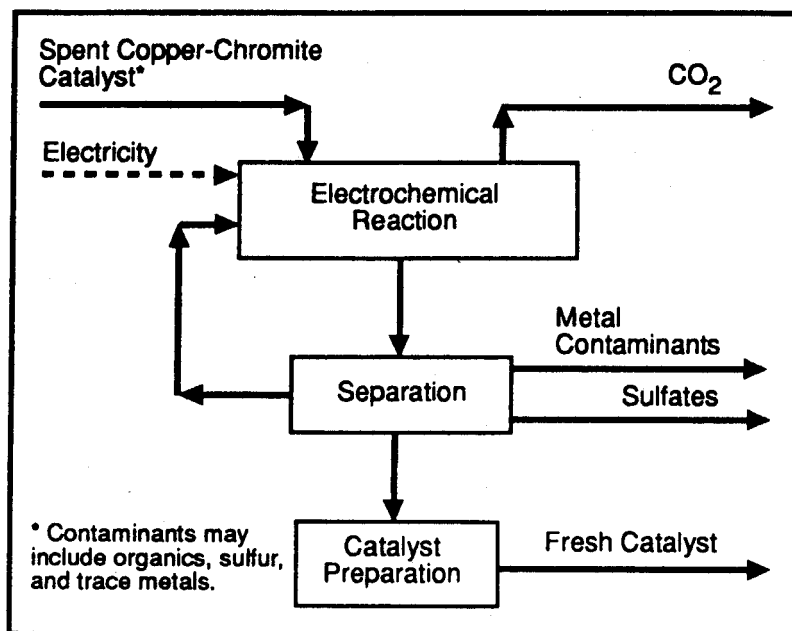 Spent Copper-Chromite
Catalyst*
CO2
Electricity
Electrochemical
Reaction
Metal
Contaminants
Separation
Sulfates
* Contaminants may
include organics, sulfur,
and trace metals.
Catalyst
Preparation
Fresh Catalyst